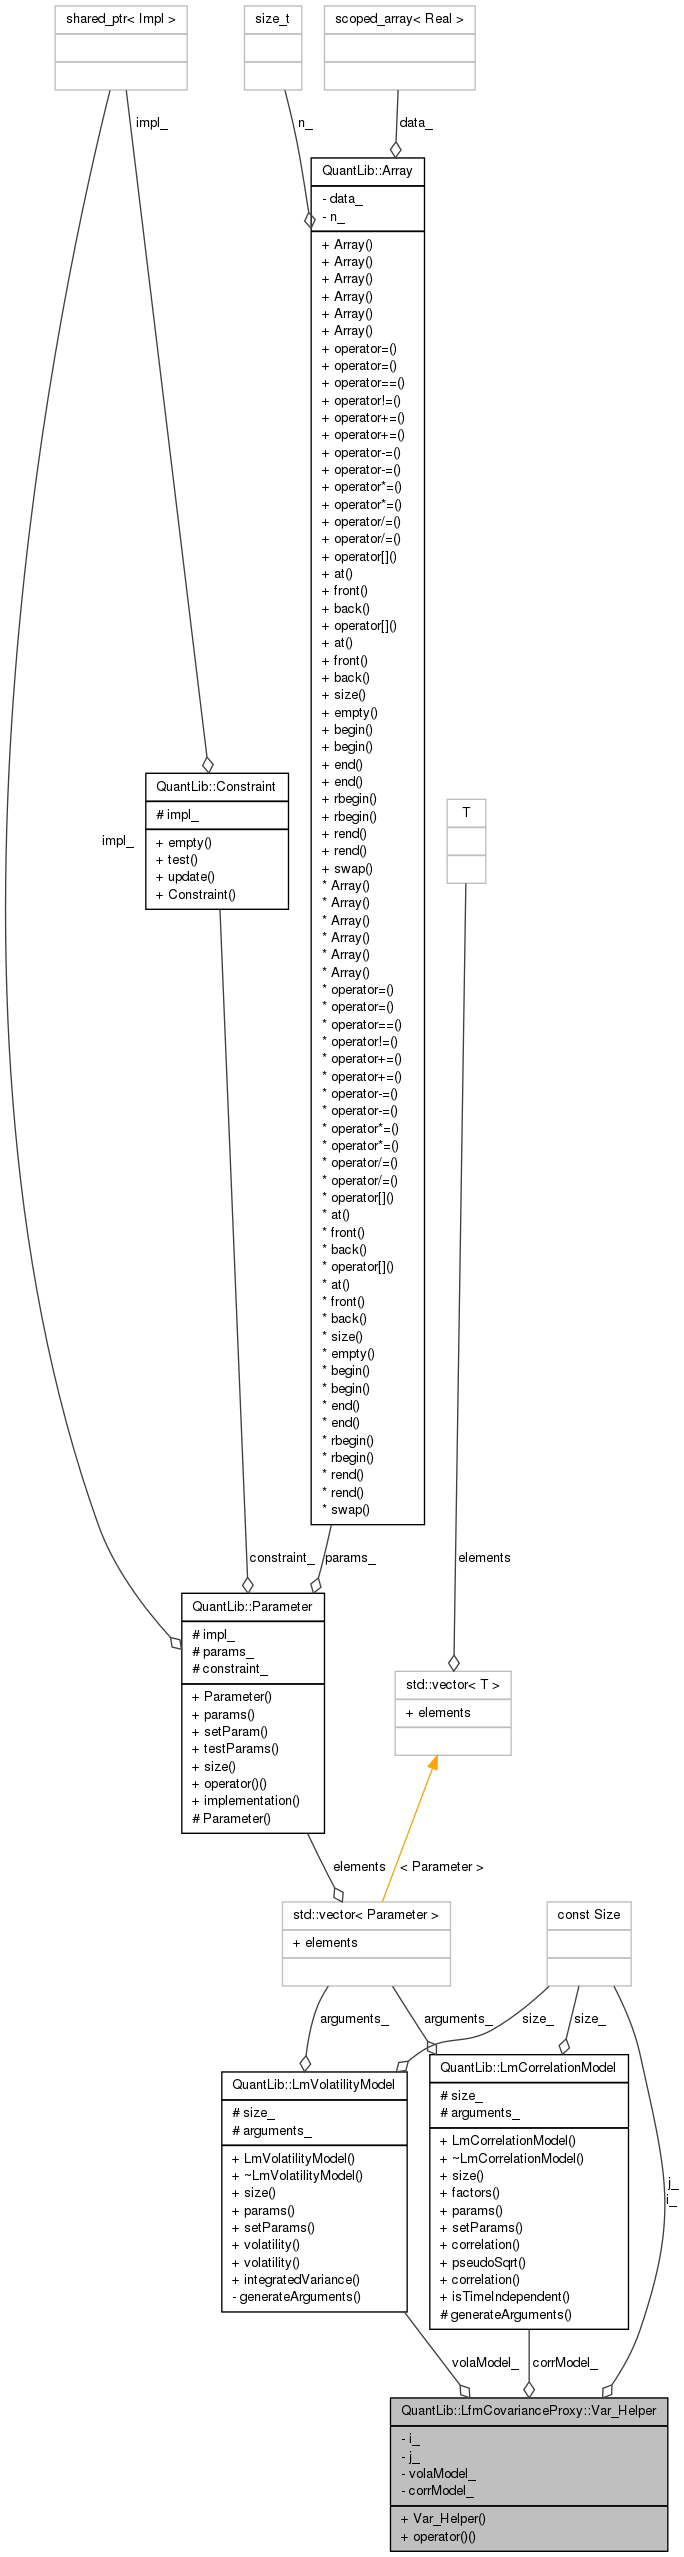 shared_ptr< Impl >
size_t
scoped_array< Real >
impl_
n_
data_
QuantLib::Array
- data_
- n_
+ Array()
+ Array()
+ Array()
+ Array()
+ Array()
+ Array()
+ operator=()
+ operator=()
+ operator==()
+ operator!=()
+ operator+=()
+ operator+=()
+ operator-=()
+ operator-=()
+ operator*=()
+ operator*=()
+ operator/=()
+ operator/=()
+ operator[]()
+ at()
+ front()
+ back()
+ operator[]()
+ at()
+ front()
+ back()
+ size()
+ empty()
+ begin()
+ begin()
+ end()
+ end()
+ rbegin()
+ rbegin()
+ rend()
+ rend()
+ swap()
* Array()
* Array()
* Array()
* Array()
* Array()
* Array()
* operator=()
* operator=()
* operator==()
* operator!=()
* operator+=()
* operator+=()
* operator-=()
* operator-=()
* operator*=()
* operator*=()
* operator/=()
* operator/=()
* operator[]()
* at()
* front()
* back()
* operator[]()
* at()
* front()
* back()
* size()
* empty()
* begin()
* begin()
* end()
* end()
* rbegin()
* rbegin()
* rend()
* rend()
* swap()
QuantLib::Constraint
# impl_
+ empty()
+ test()
+ update()
+ Constraint()
impl_
T
constraint_
params_
elements
QuantLib::Parameter
# impl_
# params_
# constraint_
+ Parameter()
+ params()
+ setParam()
+ testParams()
+ size()
+ operator()()
+ implementation()
# Parameter()
std::vector< T >
+ elements
elements
< Parameter >
std::vector< Parameter >
+ elements
const Size
arguments_
arguments_
size_
size_
QuantLib::LmVolatilityModel
# size_
# arguments_
+ LmVolatilityModel()
+ ~LmVolatilityModel()
+ size()
+ params()
+ setParams()
+ volatility()
+ volatility()
+ integratedVariance()
- generateArguments()
QuantLib::LmCorrelationModel
# size_
# arguments_
+ LmCorrelationModel()
+ ~LmCorrelationModel()
+ size()
+ factors()
+ params()
+ setParams()
+ correlation()
+ pseudoSqrt()
+ correlation()
+ isTimeIndependent()
# generateArguments()
j_
i_
volaModel_
corrModel_
QuantLib::LfmCovarianceProxy::Var_Helper
- i_
- j_
- volaModel_
- corrModel_
+ Var_Helper()
+ operator()()